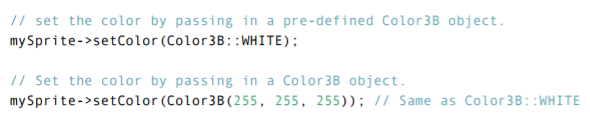 // set the color by passing in a pre-defined Color3B object.
mySprite->setColor(Color3B::WHITE);

// Set the color by passing in a Color3B object.
mySprite->setColor(Color3B(255, 255, 255)); // Same as Color3B::WHITE